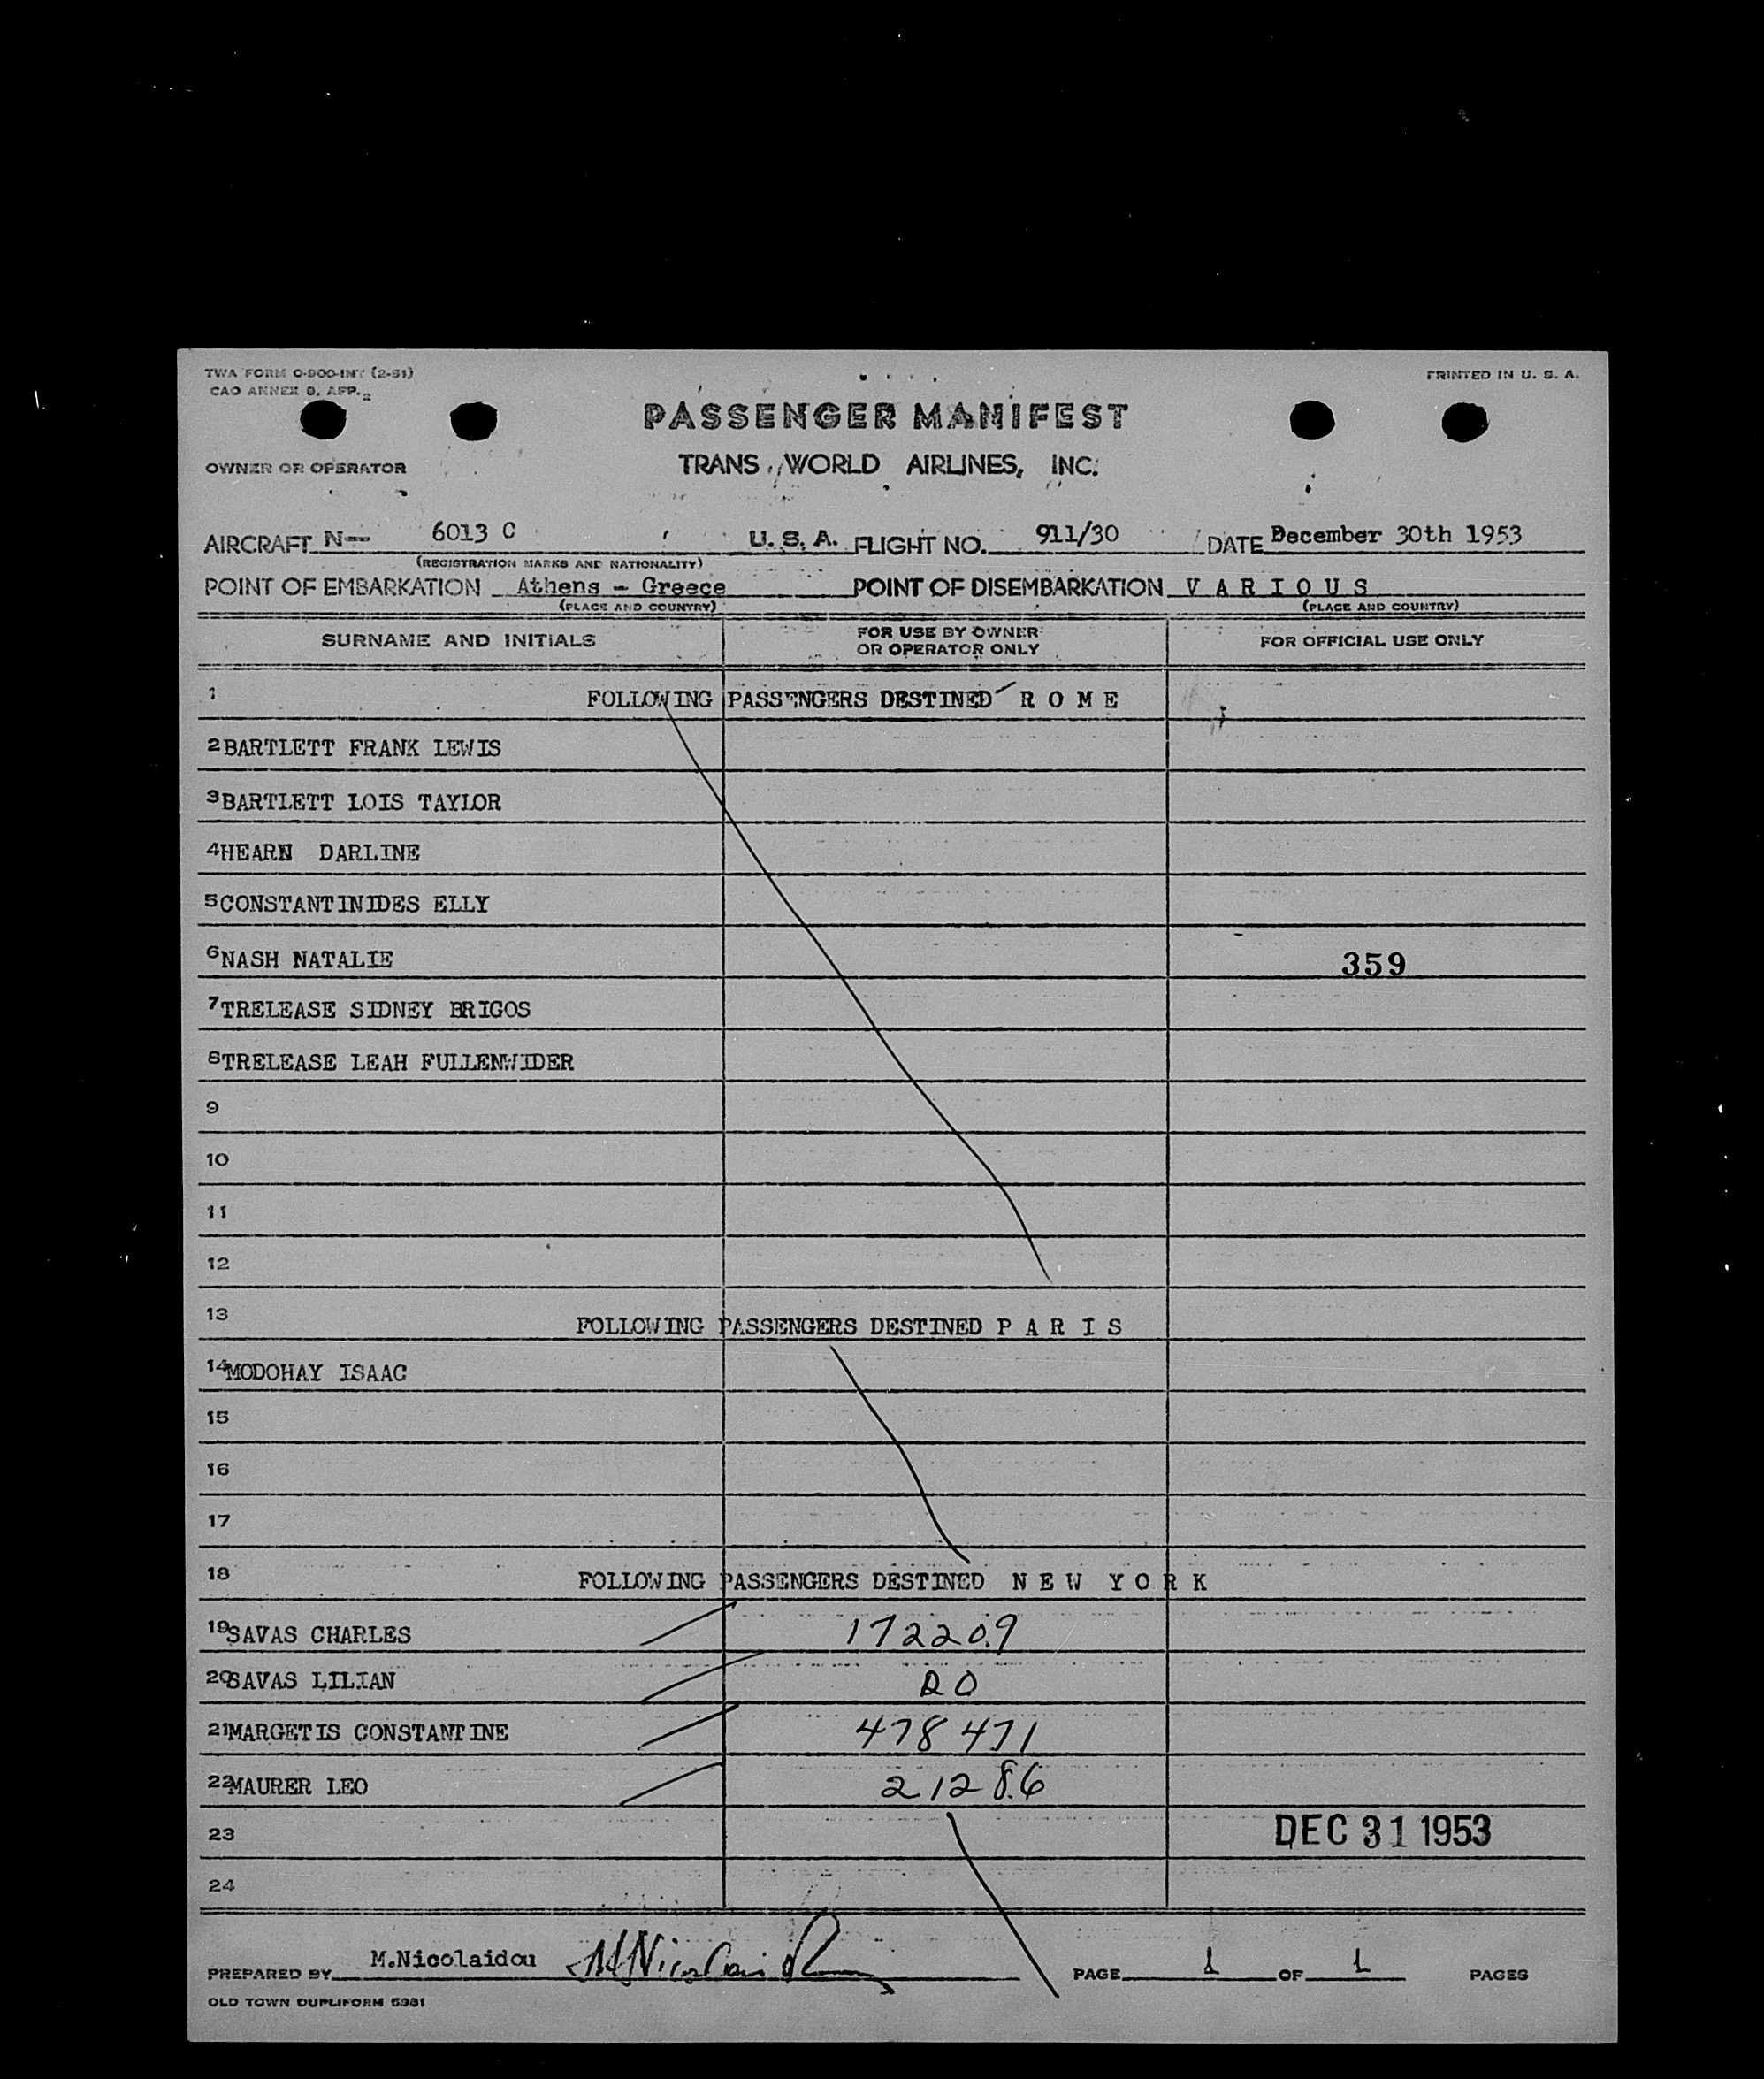 TWA FORM O-900-INT (2-51)
CAO ANNEX 9, APP. 2
PRINTED IN U. S. A.
PASSENGER MANIFEST
OWNER OR OPERATOR
TRANS WORLD AIRLINES, INC.
AIRCRAFT N-- 6013 C U. S. A. FLIGHT NO. 911/30 DATE December 30th 1953
(REGISTRATION MARKS AND NATIONALITY)
POINT OF EMBARKATION Athens - Greece POINT OF DISEMBARKATION V A R I O U S
(PLACE AND COUNTRY) (PLACE AND COUNTRY)
SURNAME AND INITIALS FOR USE BY OWNER OR OPERATOR ONLY FOR OFFICIAL USE ONLY
1 FOLLOWING PASSENGERS DESTINED R O M E
2 BARTLETT FRANK LEWIS
3 BARTLETT LOIS TAYLOR
4 HEARN DARLINE
5 CONSTANTINIDES ELLY
6 NASH NATALIE 359
7 TRELEASE SIDNEY BRIGOS
8 TRELEASE LEAH FULLENWIDER
9
10
11
12
13 FOLLOWING PASSENGERS DESTINED P A R I S
14 MODOHAY ISAAC
15
16
17
18 FOLLOWING PASSENGERS DESTINED N E W Y O R K
19 SAVAS CHARLES 172209
20 SAVAS LILIAN DO
21 MARGETIS CONSTANTINE 478 471
22 MAURER LEO 21286
23 DEC 31 1953
24
PREPARED BY M.Nicolaidou M Nicolaidou PAGE 1 OF 1 PAGES
OLD TOWN DUPLIFORM 5981